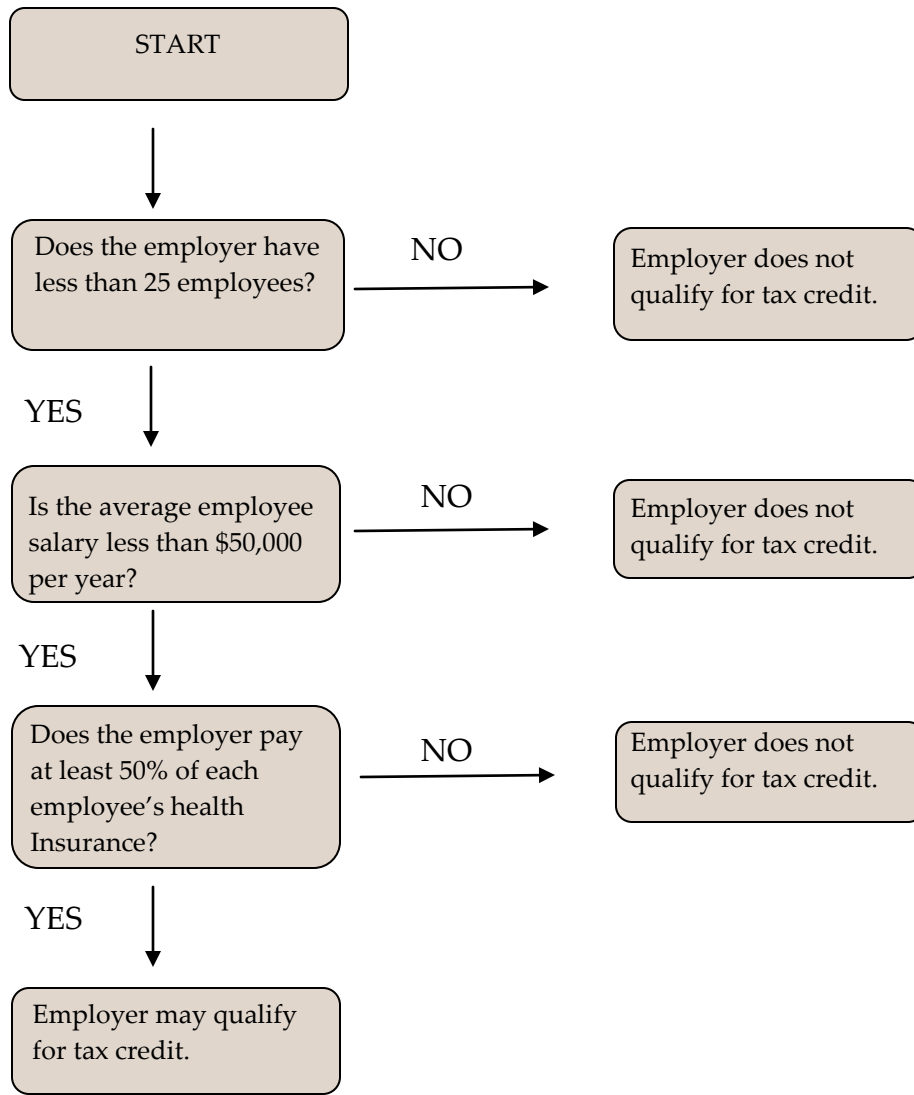 START
Does the employer have
less than 25 employees?
NO
Employer does not
qualify for tax credit.
YES
Is the average employee
salary less than $50,000
per year?
NO
Employer does not
qualify for tax credit.
YES
Does the employer pay
at least 50% of each
employee’s health
Insurance?
NO
Employer does not
qualify for tax credit.
YES
Employer may qualify
for tax credit.